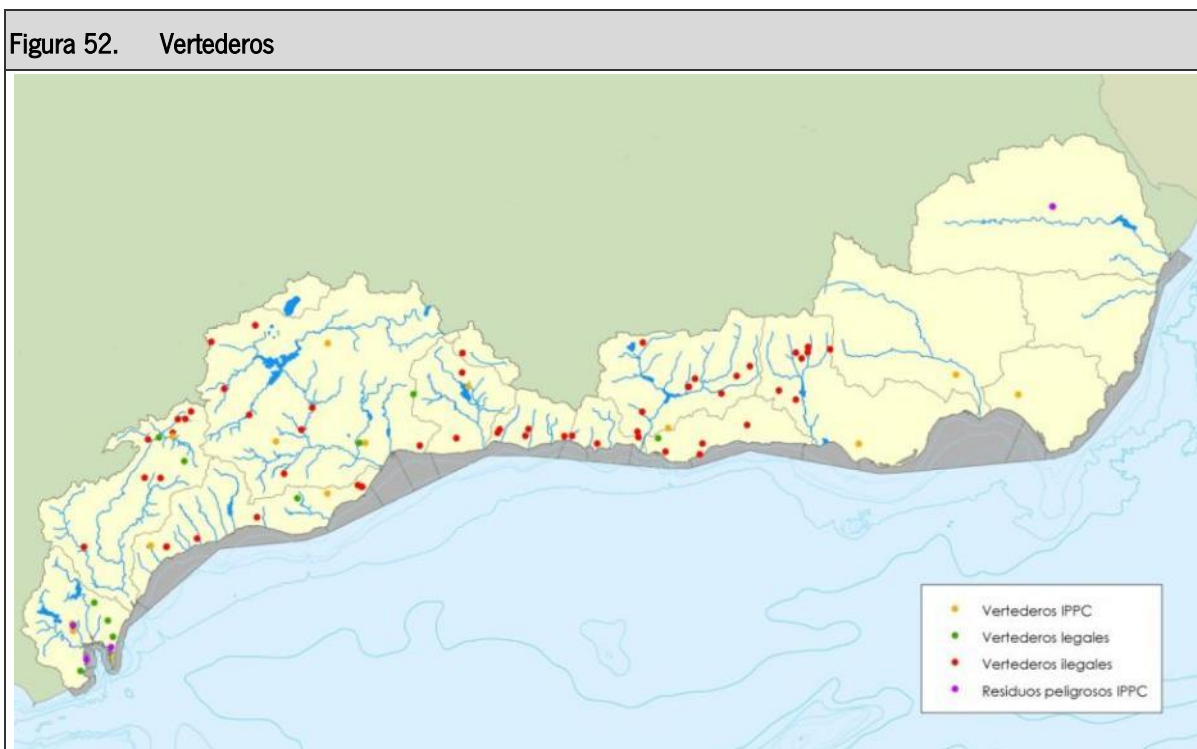 Figura 52. Vertederos
Vertederos IPPC
Vertederos legales
Vertederos ilegales
Residuos peligrosos IPPC